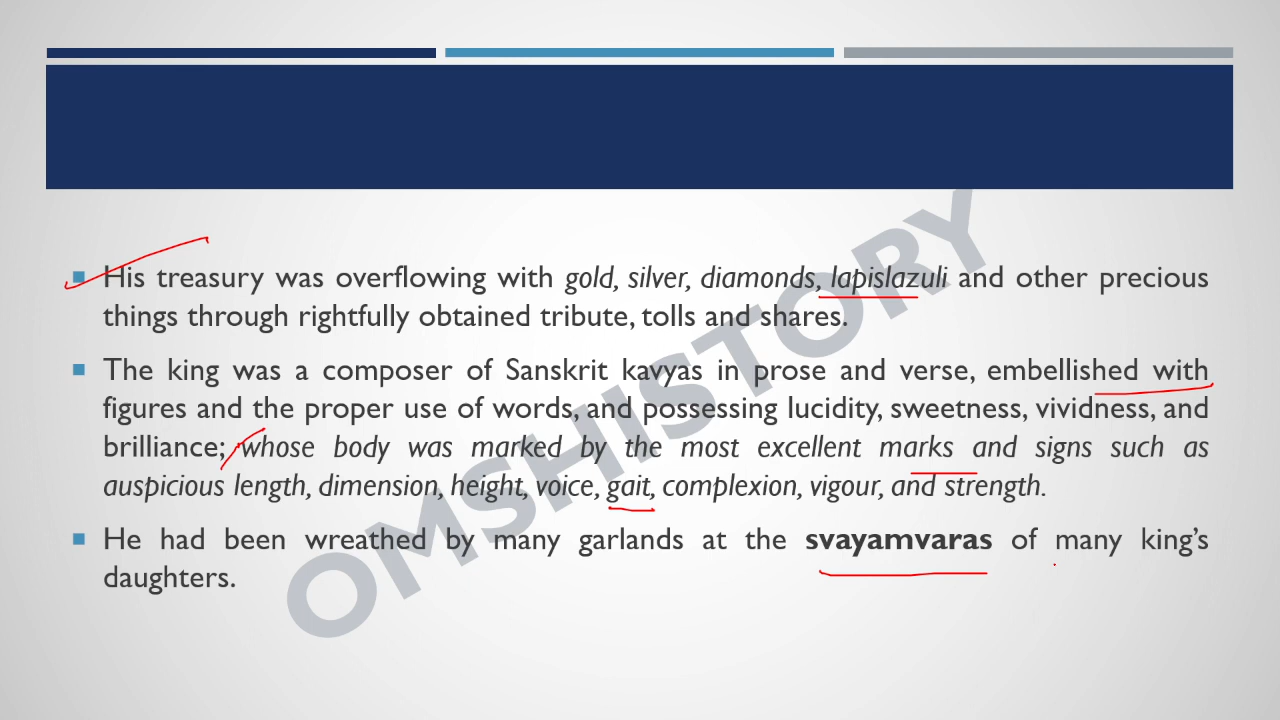 His treasury was overflowing with gold, silver, diamonds, lapislazuli and other precious
things through rightfully obtained tribute, tolls and shares.
The king was a composer of Sanskrit kavyas in prose and verse, embellished with
figures and the proper use of words, and possessing lucidity, sweetness, vividness, and
brilliance; whose body was marked by the most excellent marks and signs such as
auspicious length, dimension, height, voice, gait, complexion, vigour, and strength.
He had been wreathed by many garlands at the svayamvaras of many king's
daughters.
OMSHISTORY